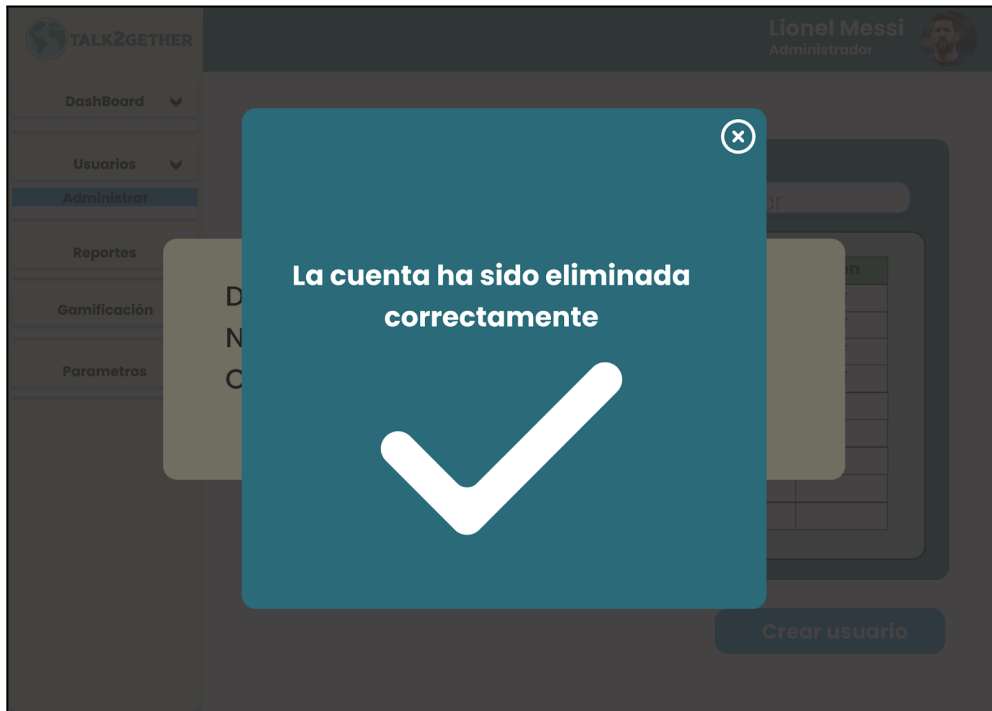 TALK2GETHER
Lionel Messi
Administrador
DashBoard
Usuarios
Administrar
Reportes
Gamificación
Parametros
La cuenta ha sido eliminada
correctamente
Crear usuario